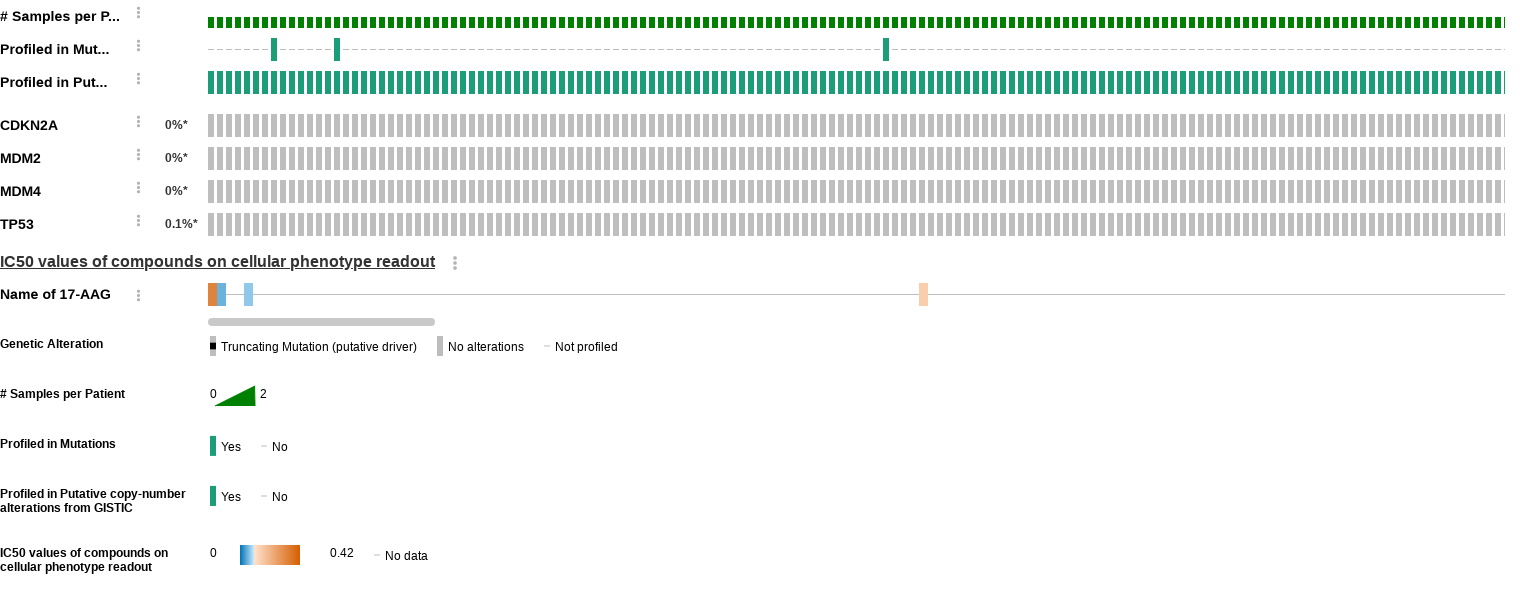 # Samples per P...
Profiled in Mut...
Profiled in Put...
CDKN2A 0%*
MDM2 0%*
MDM4 0%*
TP53 0.1%*
IC50 values of compounds on cellular phenotype readout
Name of 17-AAG
Genetic Alteration Truncating Mutation (putative driver) No alterations Not profiled
# Samples per Patient 0 2
Profiled in Mutations Yes No
Profiled in Putative copy-number
alterations from GISTIC Yes No
IC50 values of compounds on
cellular phenotype readout 0 0.42 No data